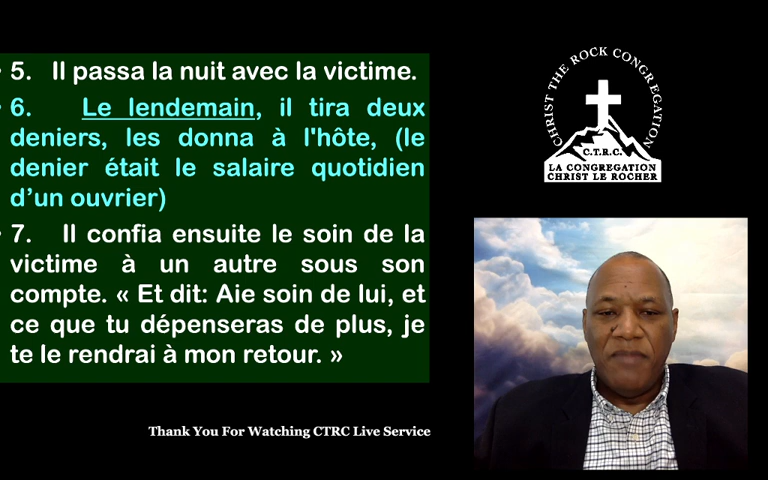 • 5. Il passa la nuit avec la victime.
• 6. Le lendemain, il tira deux
deniers, les donna à l'hôte, (le
denier était le salaire quotidien
d’un ouvrier)
• 7. Il confia ensuite le soin de la
victime à un autre sous son
compte. « Et dit: Aie soin de lui, et
ce que tu dépenseras de plus, je
te le rendrai à mon retour. »
CHRIST THE ROCK CONGREGATION
C.T.R.C.
LA CONGREGATION
CHRIST LE ROCHER
Thank You For Watching CTRC Live Service